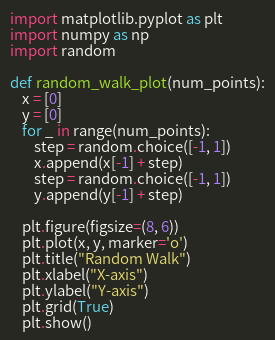 import matplotlib.pyplot as plt
import numpy as np
import random

def random_walk_plot(num_points):
    x = [0]
    y = [0]
    for _ in range(num_points):
        step = random.choice([-1, 1])
        x.append(x[-1] + step)
        step = random.choice([-1, 1])
        y.append(y[-1] + step)

    plt.figure(figsize=(8, 6))
    plt.plot(x, y, marker='o')
    plt.title("Random Walk")
    plt.xlabel("X-axis")
    plt.ylabel("Y-axis")
    plt.grid(True)
    plt.show()